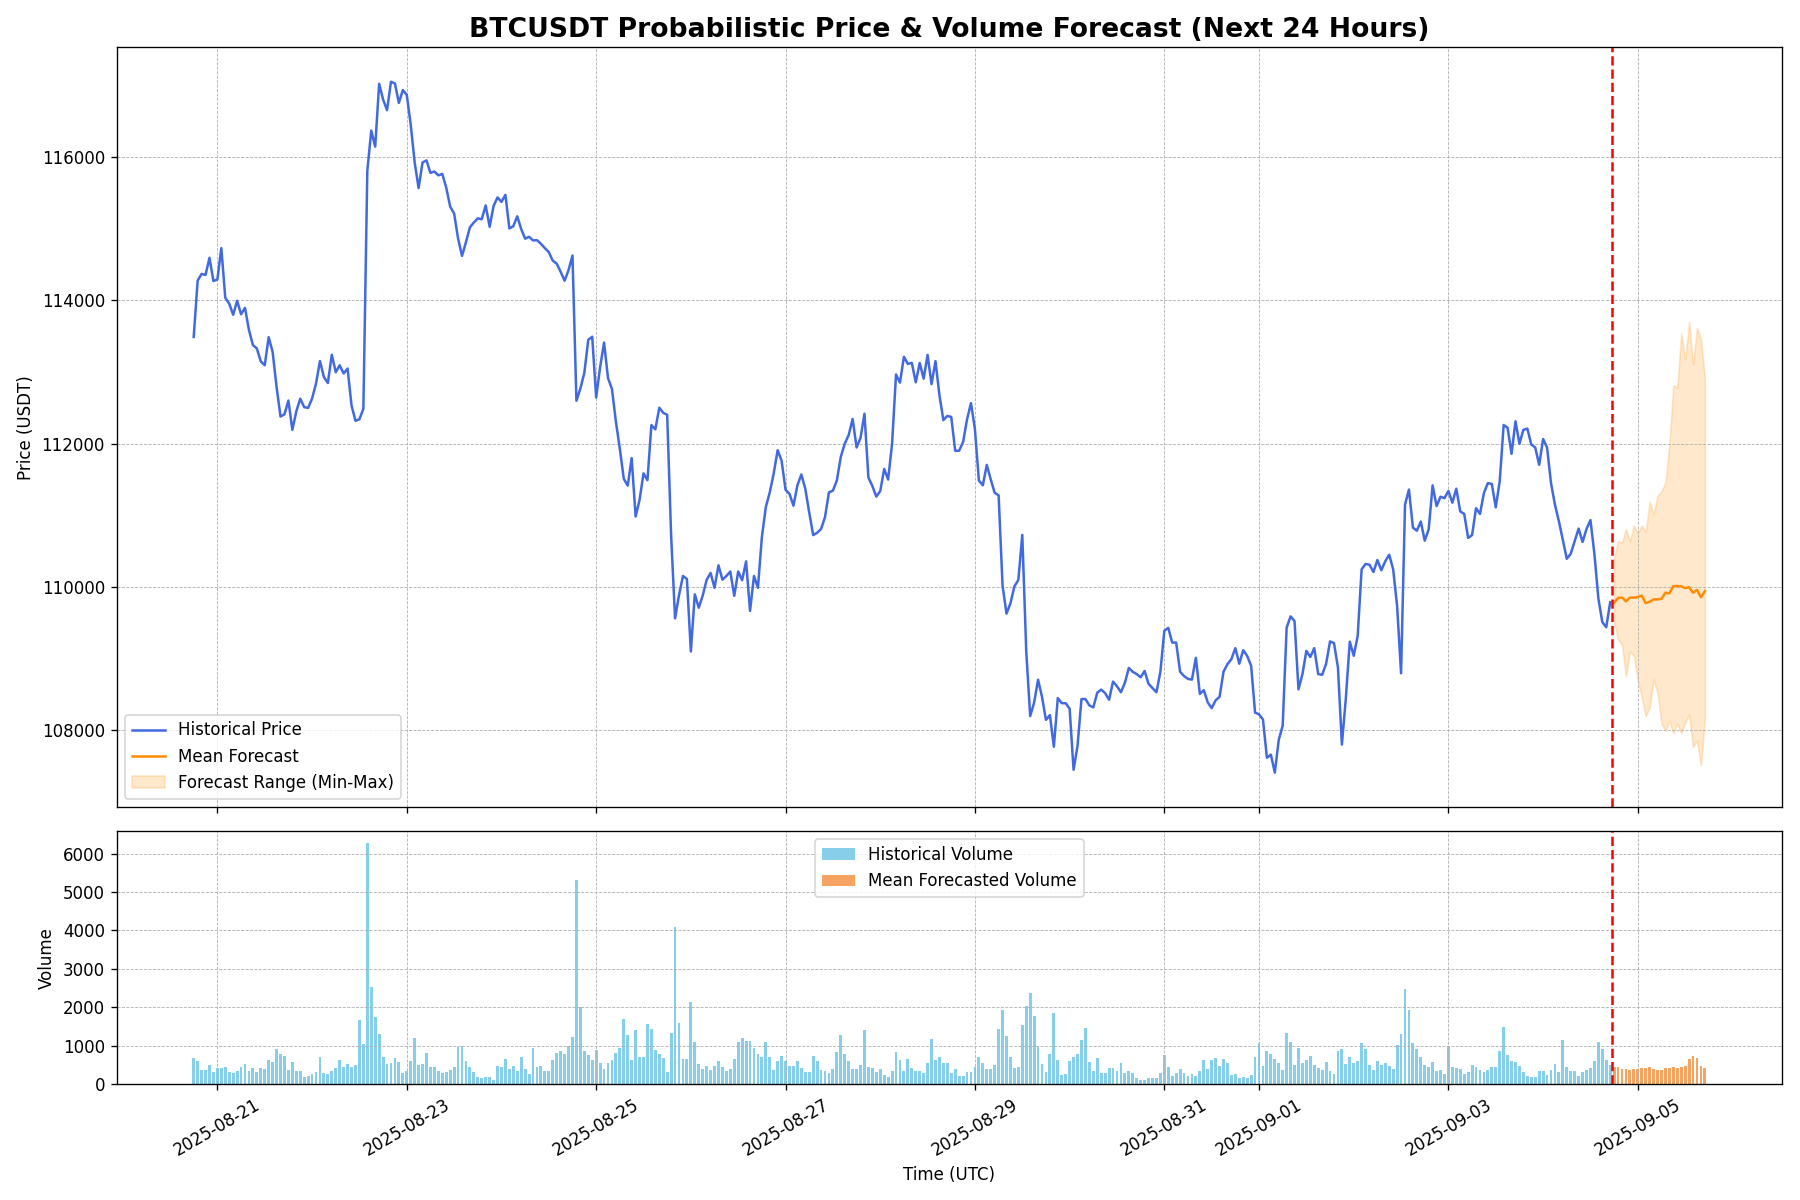 BTCUSDT Probabilistic Price & Volume Forecast (Next 24 Hours)
Price (USDT)
116000
114000
112000
110000
108000
Historical Price
Mean Forecast
Forecast Range (Min-Max)
Volume
6000
5000
4000
3000
2000
1000
0
Historical Volume
Mean Forecasted Volume
2025-08-21
2025-08-23
2025-08-25
2025-08-27
2025-08-29
2025-08-31
2025-09-01
2025-09-03
2025-09-05
Time (UTC)